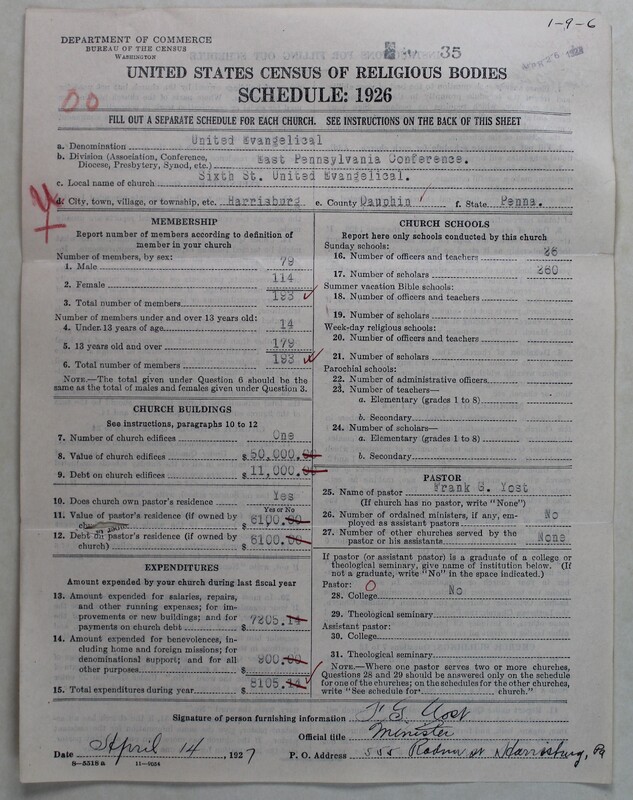 1-9-6
DEPARTMENT OF COMMERCE
BUREAU OF THE CENSUS
WASHINGTON
35
UNITED STATES CENSUS OF RELIGIOUS BODIES
SCHEDULE: 1926
00
FILL OUT A SEPARATE SCHEDULE FOR EACH CHURCH. SEE INSTRUCTIONS ON THE BACK OF THIS SHEET
a. Denomination United Evangelical
b. Division (Association, Conference, Diocese, Presbytery, Synod, etc.) East Pennsylvania Conference.
c. Local name of church Sixth St. United Evangelical.
d. City, town, village, or township, etc. Harrisburg e. County Dauphin f. State Penna.
MEMBERSHIP
Report number of members according to definition of
member in your church
Number of members, by sex:
1. Male 79
2. Female 114
3. Total number of members 193
Number of members under and over 13 years old:
4. Under 13 years of age 14
5. 13 years old and over 179
6. Total number of members 193
NOTE.—The total given under Question 6 should be the
same as the total of males and females given under Question 3.
CHURCH BUILDINGS
See instructions, paragraphs 10 to 12
7. Number of church edifices One
8. Value of church edifices $50,000.
9. Debt on church edifices $11,000.
10. Does church own pastor's residence Yes
Yes or No
11. Value of pastor's residence (if owned by
church) $6100.00
12. Debt on pastor's residence (if owned by
church) $6100.00
EXPENDITURES
Amount expended by your church during last fiscal year
13. Amount expended for salaries, repairs,
and other running expenses; for im-
provements or new buildings; and for
payments on church debt $7205.14
14. Amount expended for benevolences, in-
cluding home and foreign missions; for
denominational support; and for all
other purposes $900.00
15. Total expenditures during year $8105.14
CHURCH SCHOOLS
Report here only schools conducted by this church
Sunday schools:
16. Number of officers and teachers 26
17. Number of scholars 260
Summer vacation Bible schools:
18. Number of officers and teachers
19. Number of scholars
Week-day religious schools:
20. Number of officers and teachers
21. Number of scholars
Parochial schools:
22. Number of administrative officers
23. Number of teachers—
a. Elementary (grades 1 to 8)
b. Secondary
24. Number of scholars—
a. Elementary (grades 1 to 8)
b. Secondary
PASTOR
25. Name of pastor Frank G. Yost
(If church has no pastor, write "None")
26. Number of ordained ministers, if any, em-
ployed as assistant pastors No
27. Number of other churches served by the
pastor or his assistants None
If pastor (or assistant pastor) is a graduate of a college or
theological seminary, give name of institution below. (If
not a graduate, write "No" in the space indicated.)
Pastor: 0
28. College No
29. Theological seminary
Assistant pastor:
30. College
31. Theological seminary
NOTE.—Where one pastor serves two or more churches,
Questions 28 and 29 should be answered only on the schedule
for one of the churches; on the schedules for the other churches,
write "See schedule for church."
Signature of person furnishing information F G Yost
Official title Minister
Date April 14, 1927 P. O. Address 555 Radnor St Harrisburg, Pa
8—5518 a 11—9054